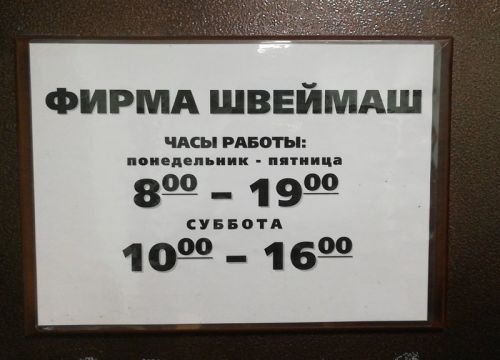 ФИРМА ШВЕЙМАШ
ЧАСЫ РАБОТЫ:
понедельник - пятница
8⁰⁰ – 19⁰⁰
СУББОТА
10⁰⁰ – 16⁰⁰